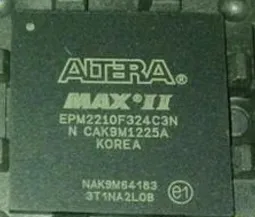 ALTERA®
MAX®II
EPM2210F324C3N
N CAK9M1225A
KOREA
NAK9M64183
3T1NA2L0B
e1